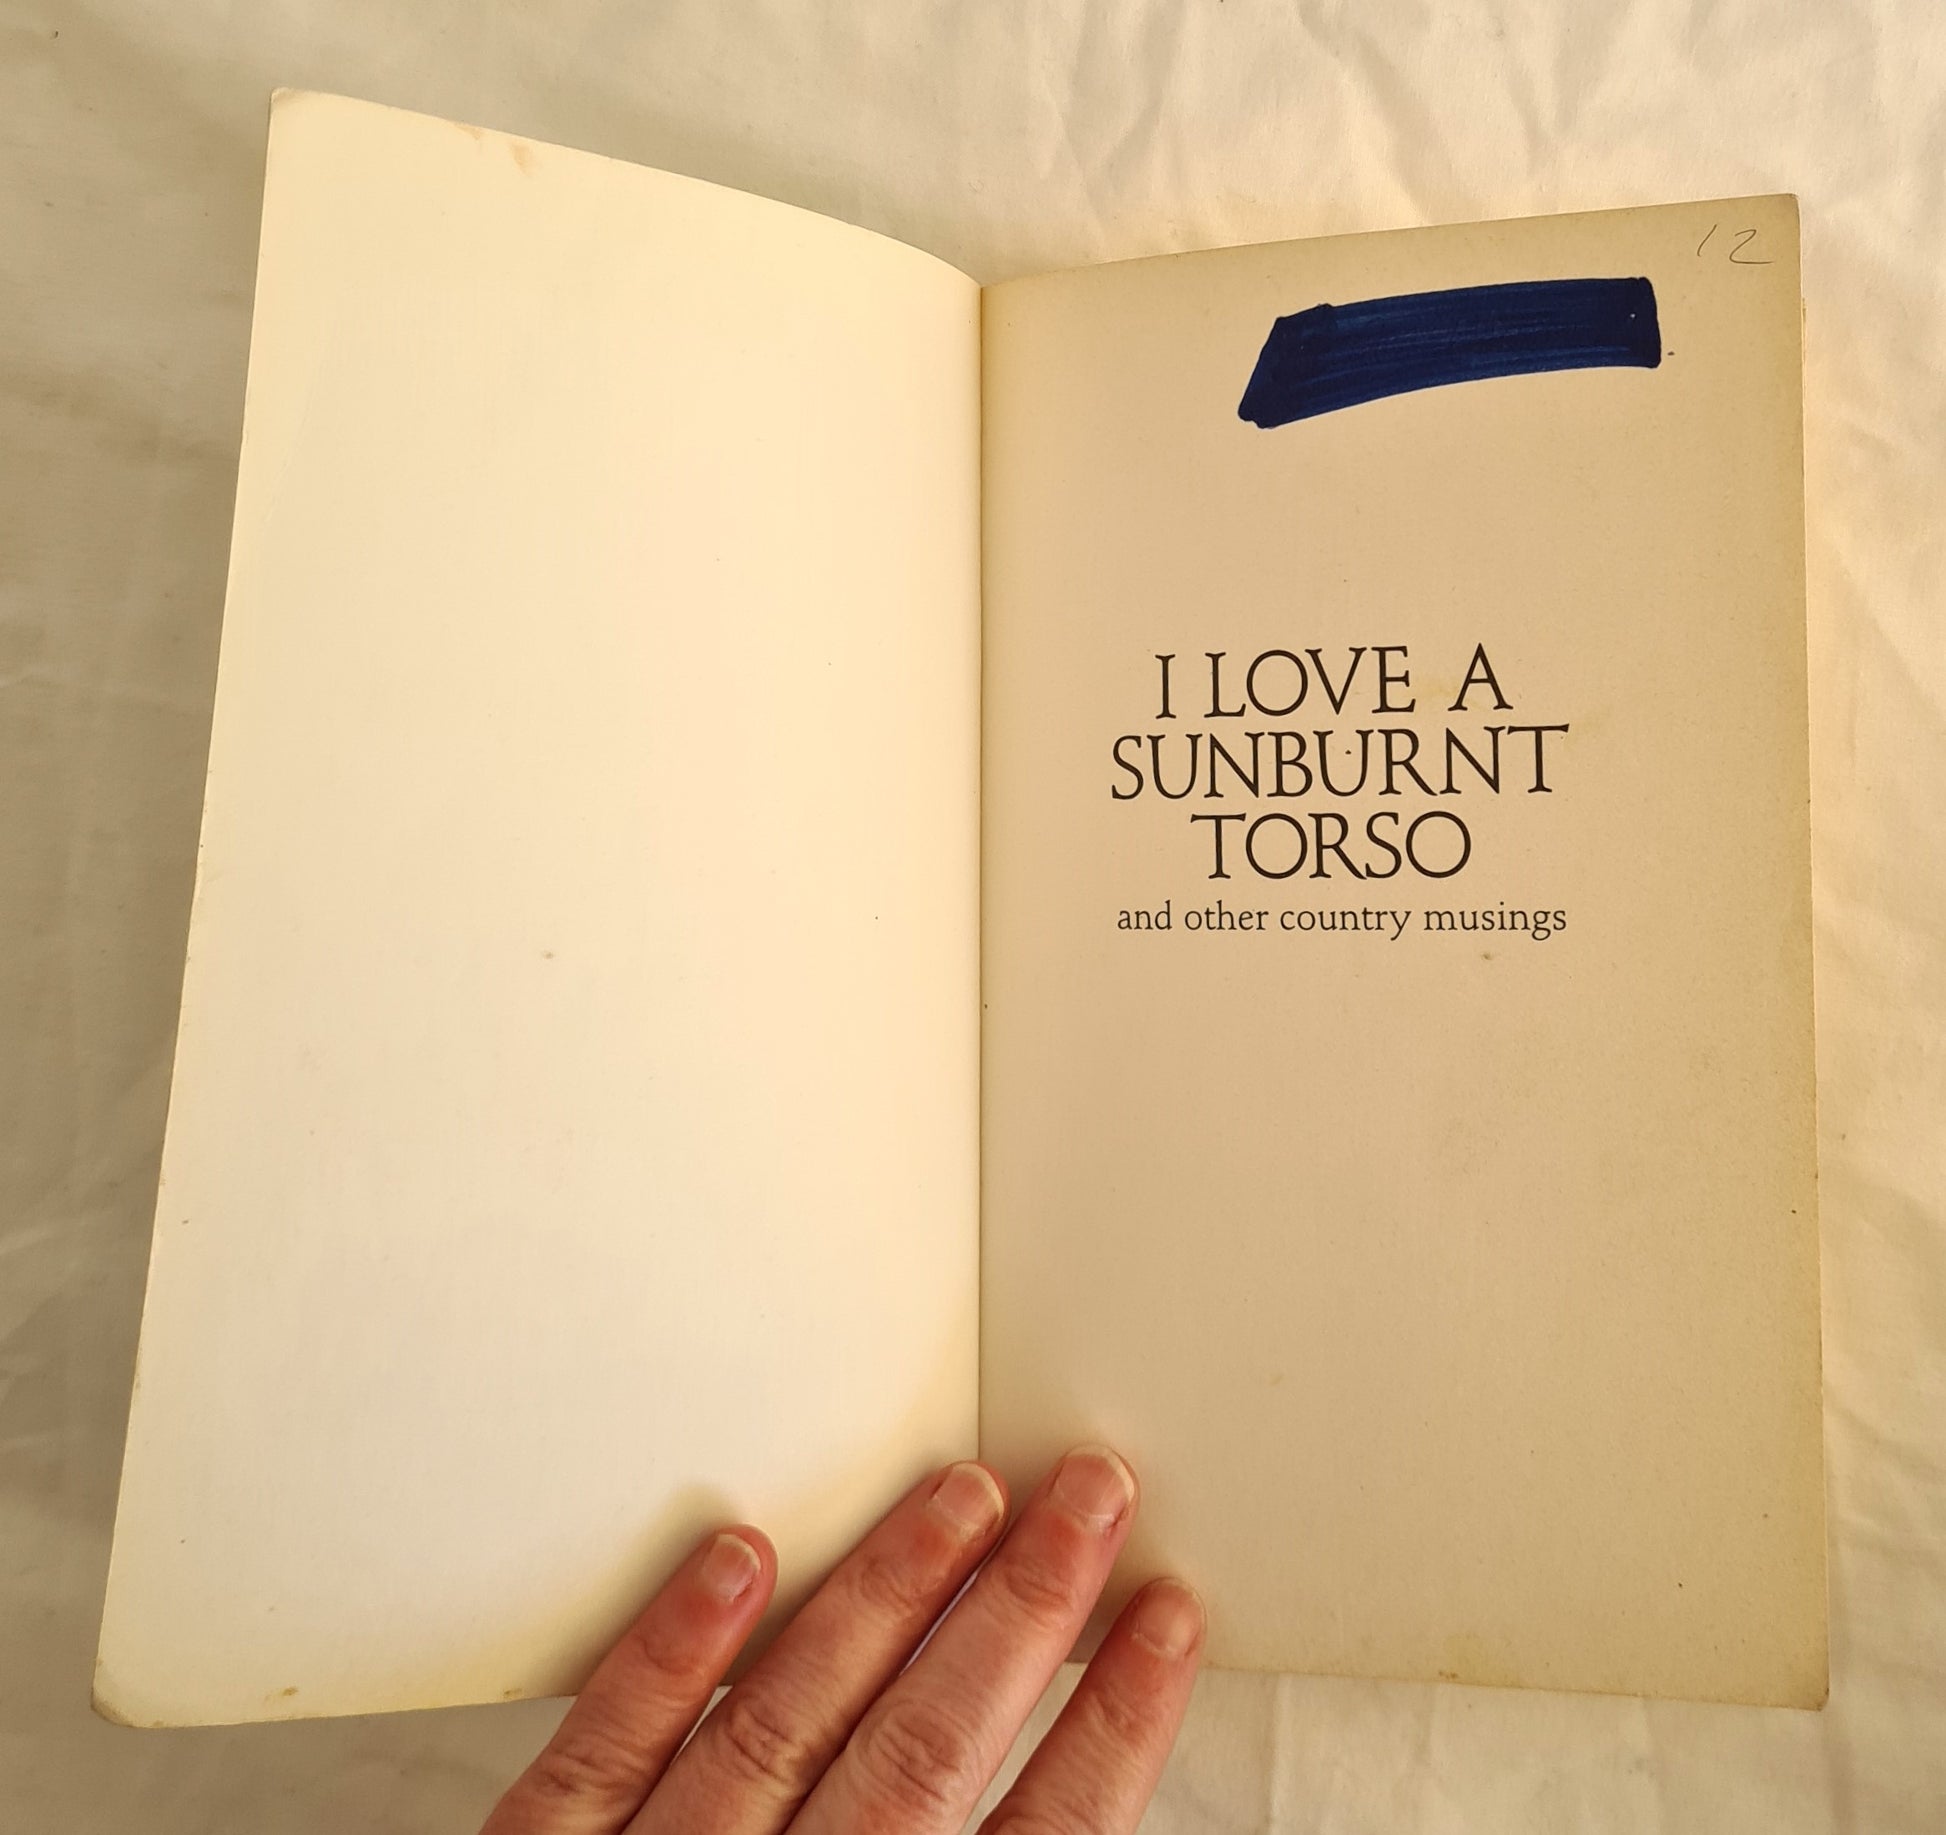 12
I LOVE A
SUNBURNT
TORSO
and other country musings